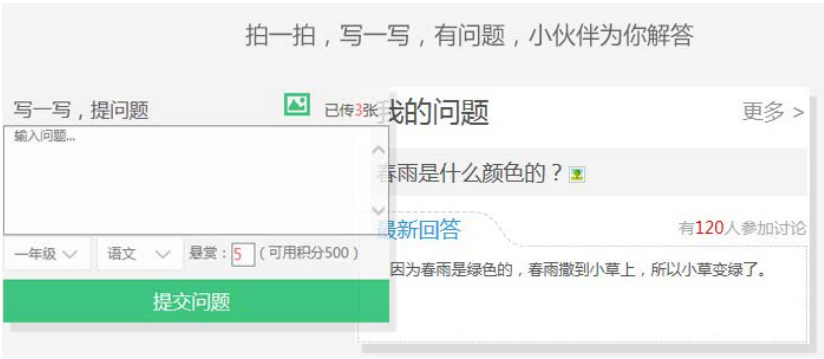 拍一拍，写一写，有问题，小伙伴为你解答
写一写，提问题
已传3张
输入问题...
一年级
语文
悬赏：5（可用积分500）
提交问题
我的问题
更多 >
春雨是什么颜色的？
最新回答
有120人参加讨论
因为春雨是绿色的，春雨撒到小草上，所以小草变绿了。